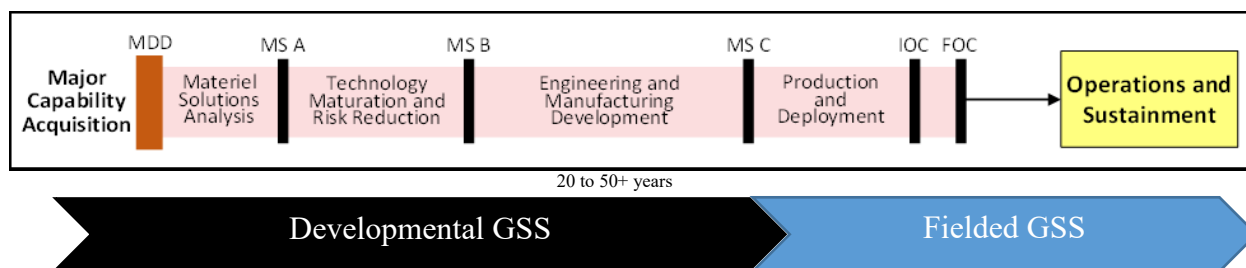 MDD MS A MS B MS C IOC FOC
Major
Capability
Acquisition
Materiel
Solutions
Analysis
Technology
Maturation and
Risk Reduction
Engineering and
Manufacturing
Development
Production
and
Deployment
Operations and
Sustainment
20 to 50+ years
Developmental GSS
Fielded GSS